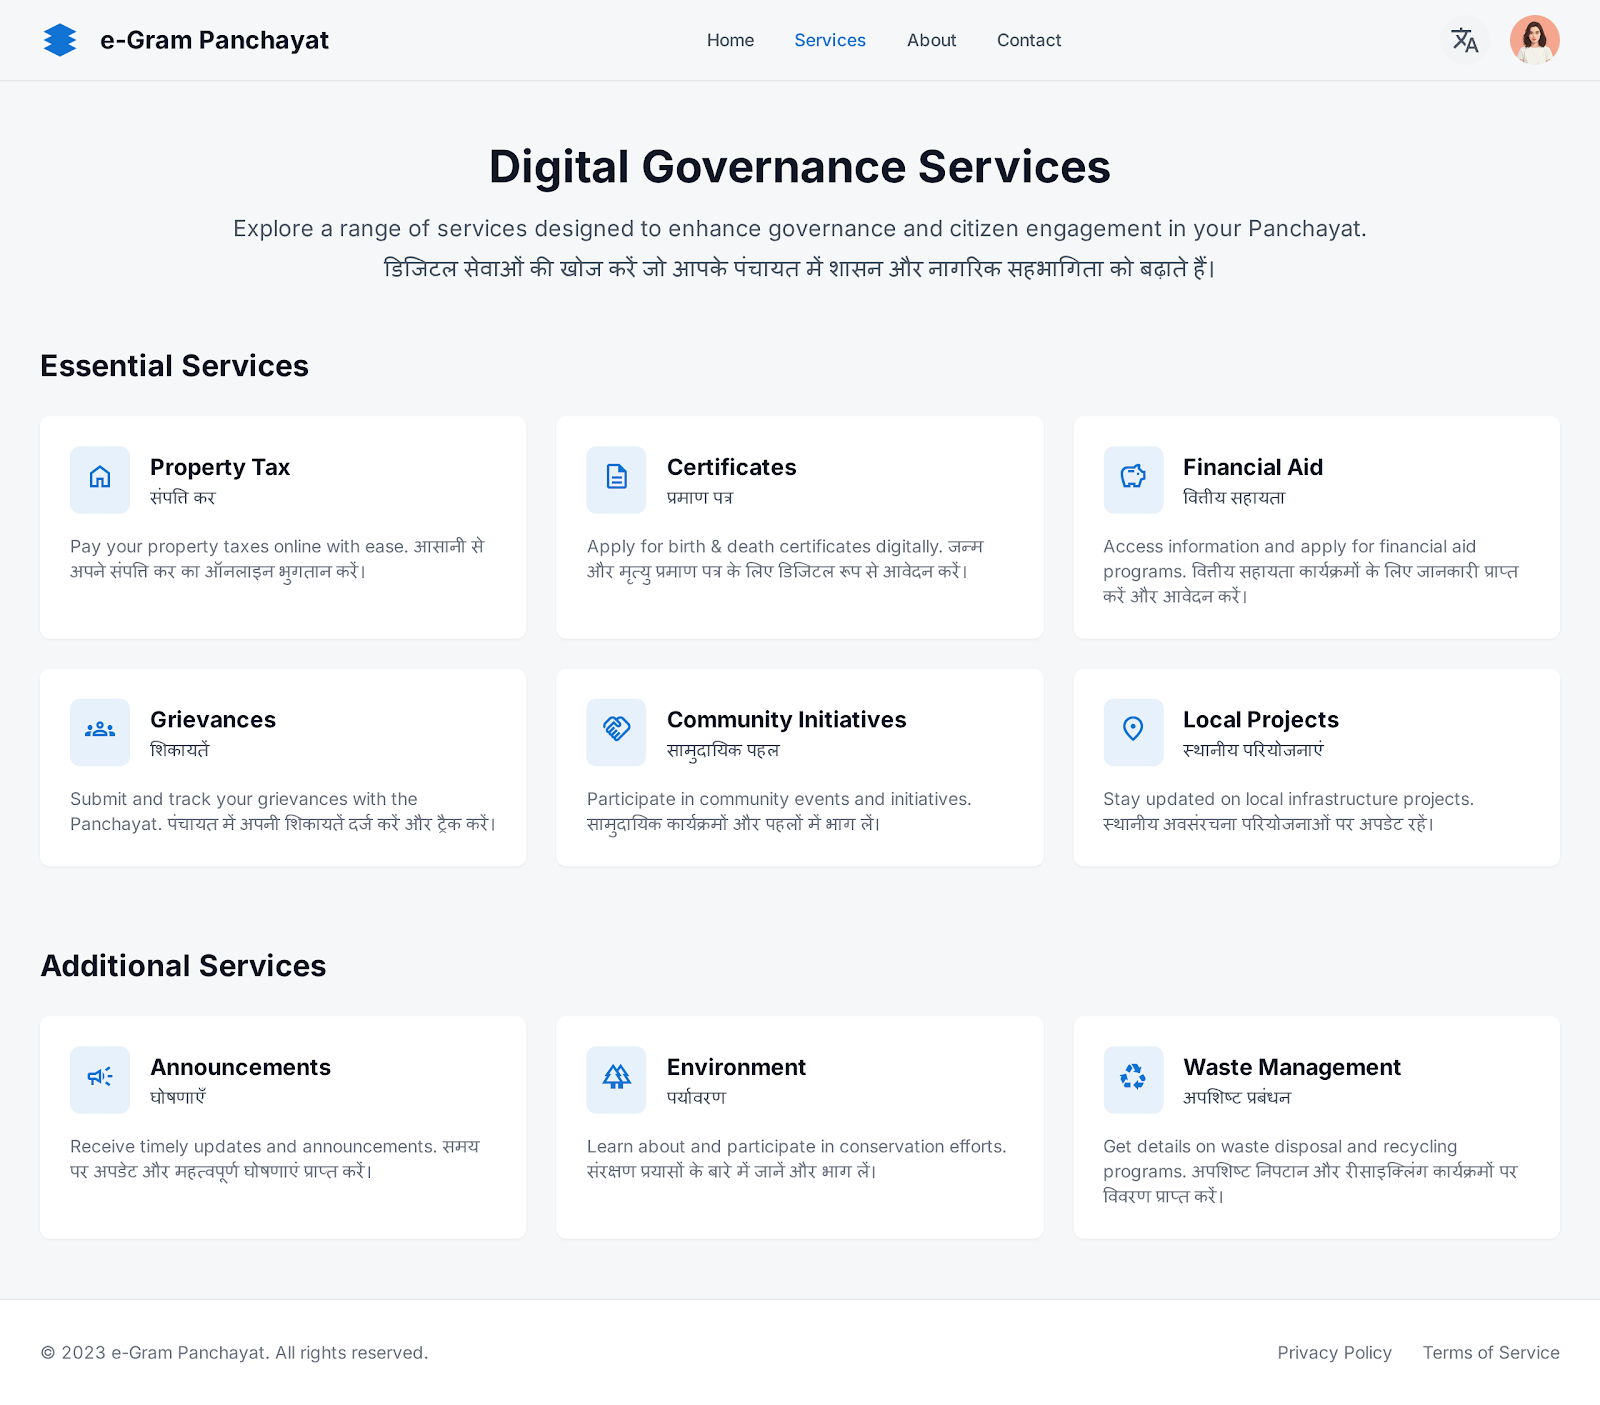 e-Gram Panchayat
Home
Services
About
Contact
Digital Governance Services
Explore a range of services designed to enhance governance and citizen engagement in your Panchayat.
डिजिटल सेवाओं की खोज करें जो आपके पंचायत में शासन और नागरिक सहभागिता को बढ़ाते हैं।
Essential Services
Property Tax
संपत्ति कर
Pay your property taxes online with ease. आसानी से
अपने संपत्ति कर का ऑनलाइन भुगतान करें।
Certificates
प्रमाण पत्र
Apply for birth & death certificates digitally. जन्म
और मृत्यु प्रमाण पत्र के लिए डिजिटल रूप से आवेदन करें।
Financial Aid
वित्तीय सहायता
Access information and apply for financial aid
programs. वित्तीय सहायता कार्यक्रमों के लिए जानकारी प्राप्त
करें और आवेदन करें।
Grievances
शिकायतें
Submit and track your grievances with the
Panchayat. पंचायत में अपनी शिकायतें दर्ज करें और ट्रैक करें।
Community Initiatives
सामुदायिक पहल
Participate in community events and initiatives.
सामुदायिक कार्यक्रमों और पहलों में भाग लें।
Local Projects
स्थानीय परियोजनाएं
Stay updated on local infrastructure projects.
स्थानीय अवसंरचना परियोजनाओं पर अपडेट रहें।
Additional Services
Announcements
घोषणाएँ
Receive timely updates and announcements. समय
पर अपडेट और महत्वपूर्ण घोषणाएं प्राप्त करें।
Environment
पर्यावरण
Learn about and participate in conservation efforts.
संरक्षण प्रयासों के बारे में जानें और भाग लें।
Waste Management
अपशिष्ट प्रबंधन
Get details on waste disposal and recycling
programs. अपशिष्ट निपटान और रीसाइक्लिंग कार्यक्रमों पर
विवरण प्राप्त करें।
© 2023 e-Gram Panchayat. All rights reserved.
Privacy Policy
Terms of Service